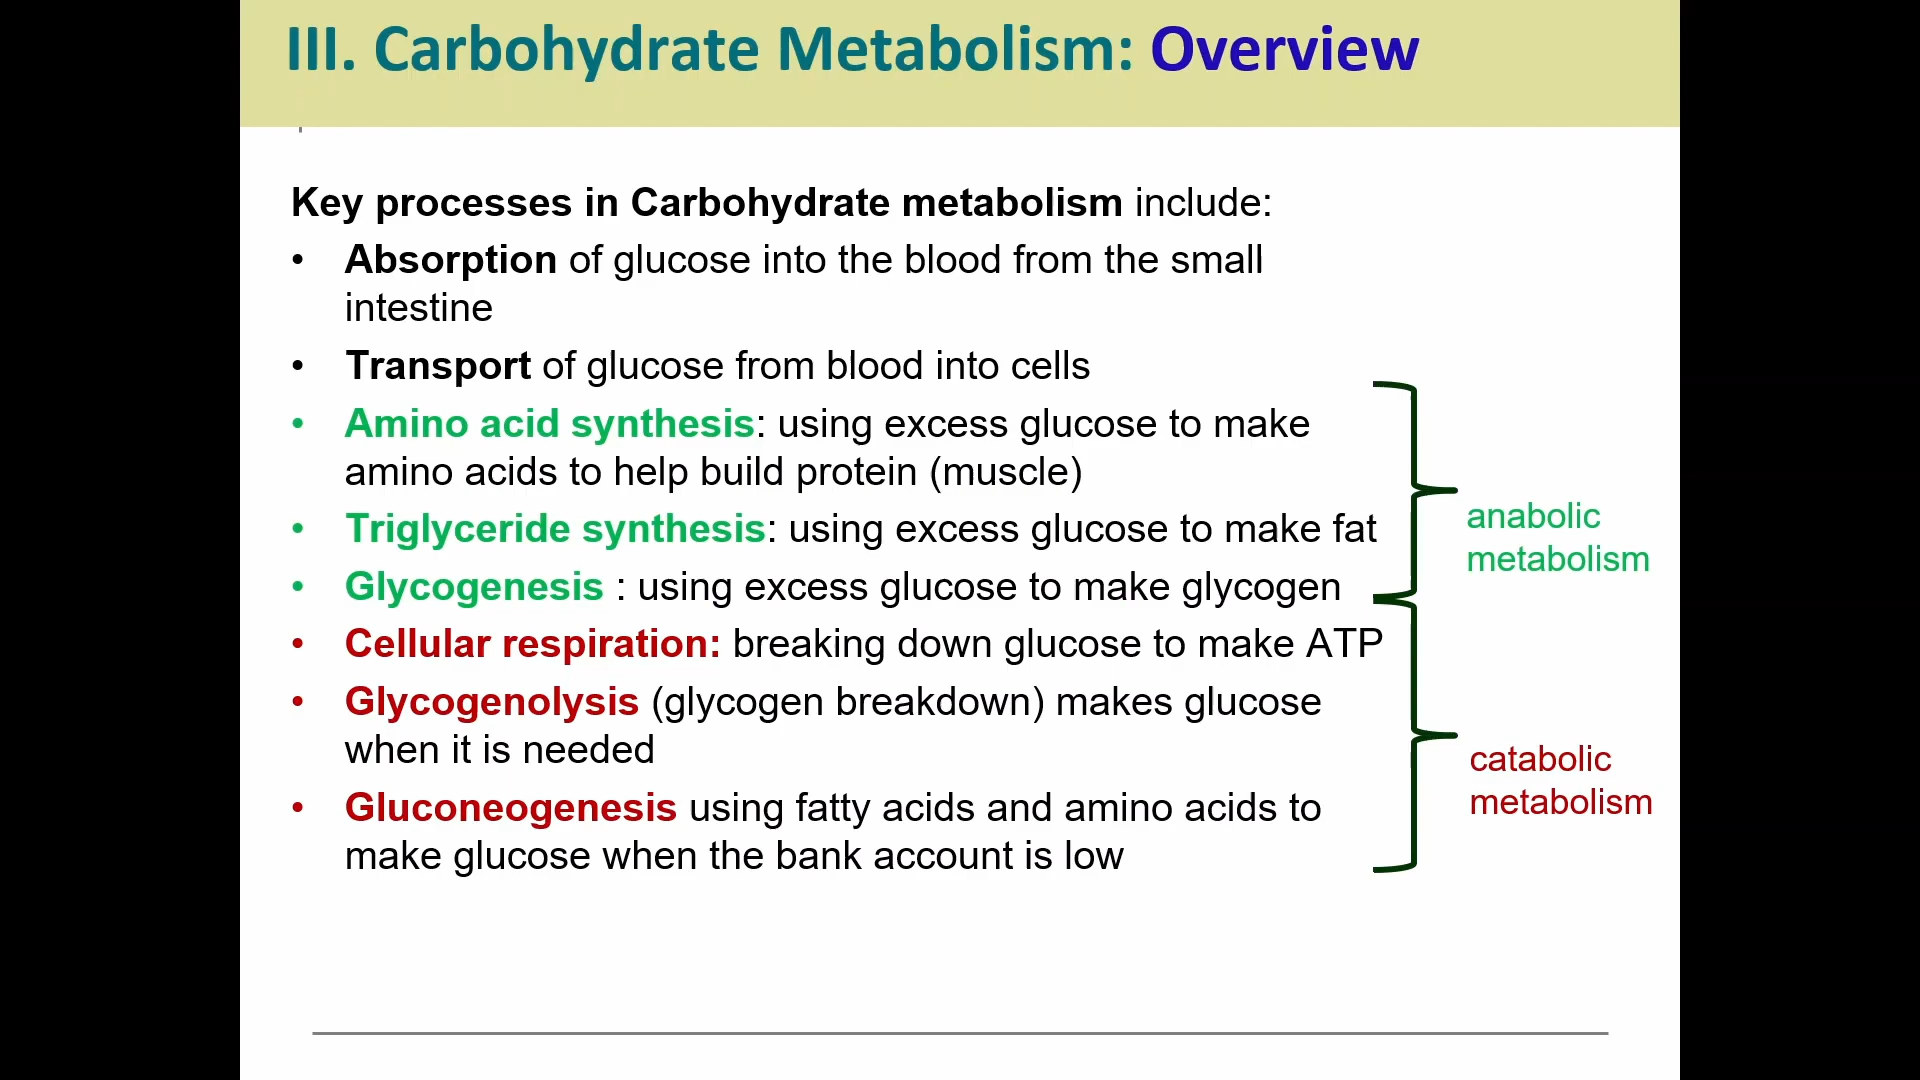 III. Carbohydrate Metabolism: Overview
Key processes in Carbohydrate metabolism include:
• Absorption of glucose into the blood from the small
intestine
• Transport of glucose from blood into cells
• Amino acid synthesis: using excess glucose to make
amino acids to help build protein (muscle)
• Triglyceride synthesis: using excess glucose to make fat
• Glycogenesis : using excess glucose to make glycogen
anabolic
metabolism
• Cellular respiration: breaking down glucose to make ATP
• Glycogenolysis (glycogen breakdown) makes glucose
when it is needed
• Gluconeogenesis using fatty acids and amino acids to
make glucose when the bank account is low
catabolic
metabolism